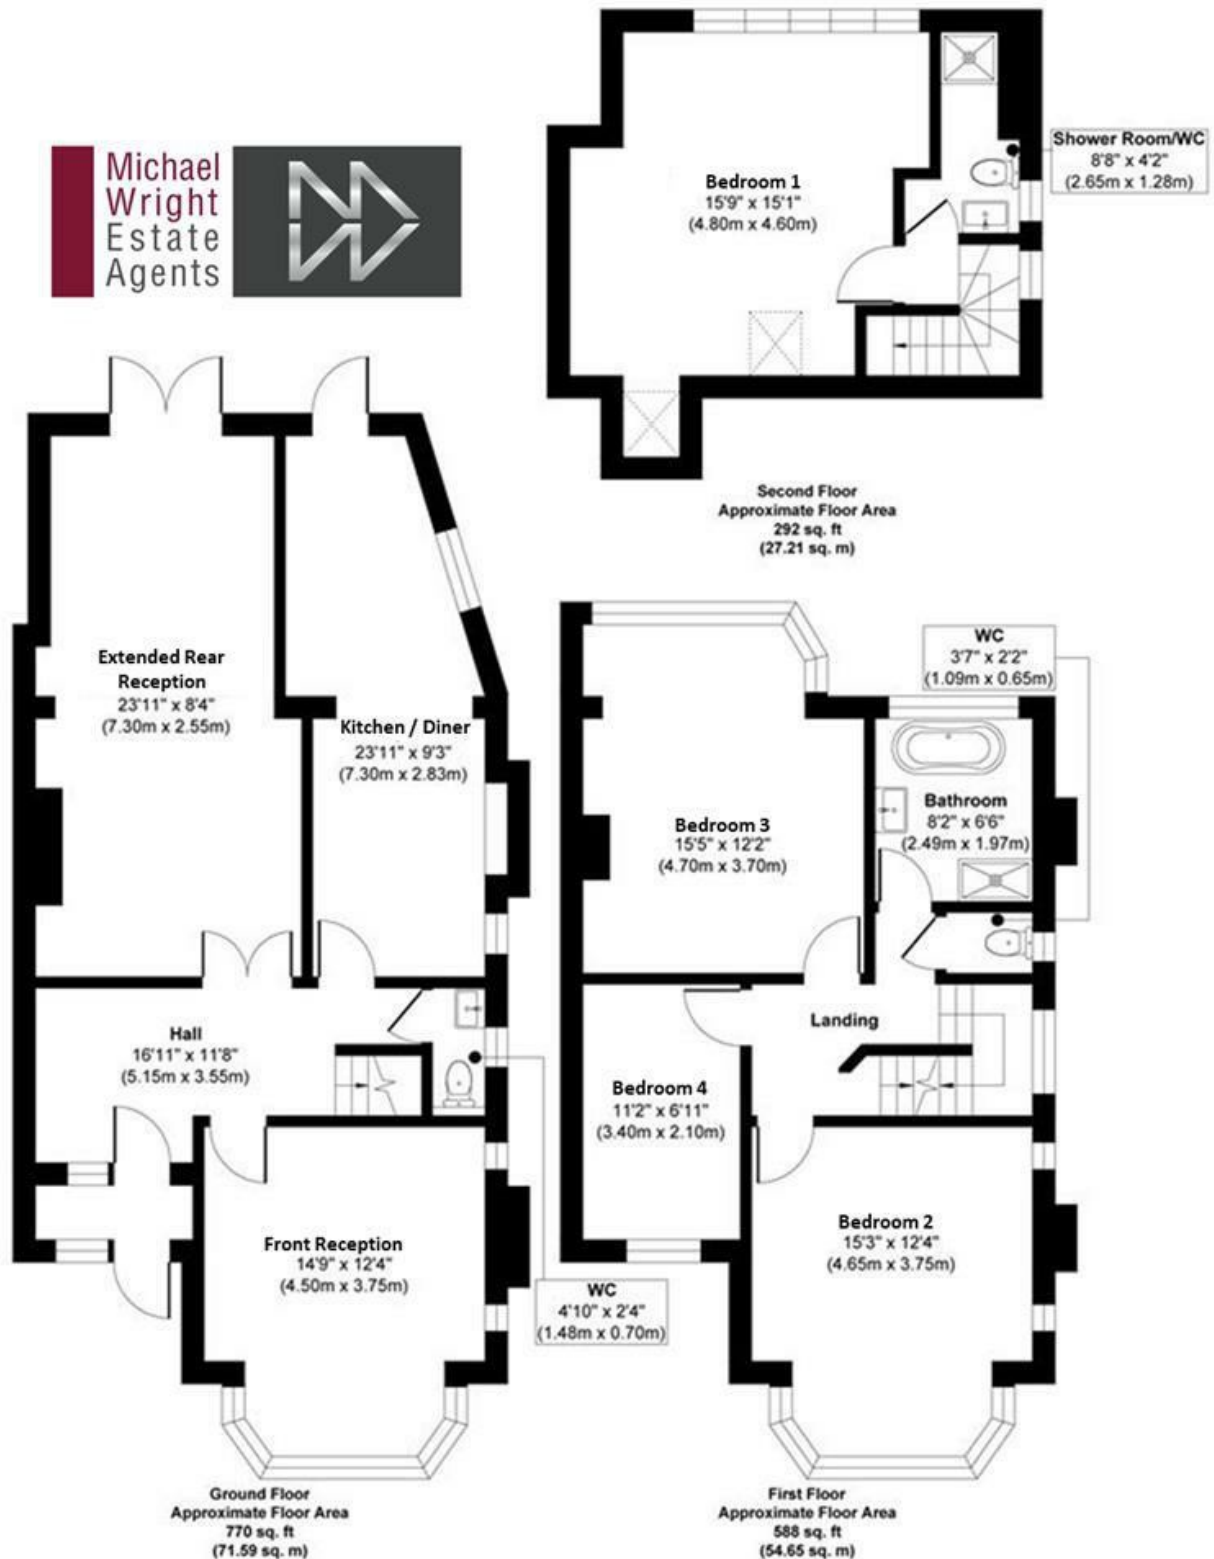 Michael
Wright
Estate
Agents
Bedroom 1
15'9" x 15'1"
(4.80m x 4.60m)
Shower Room/WC
8'8" x 4'2"
(2.65m x 1.28m)
Second Floor
Approximate Floor Area
292 sq. ft
(27.21 sq. m)
Extended Rear
Reception
23'11" x 8'4"
(7.30m x 2.55m)
Kitchen / Diner
23'11" x 9'3"
(7.30m x 2.83m)
Hall
16'11" x 11'8"
(5.15m x 3.55m)
Front Reception
14'9" x 12'4"
(4.50m x 3.75m)
WC
4'10" x 2'4"
(1.48m x 0.70m)
Ground Floor
Approximate Floor Area
770 sq. ft
(71.59 sq. m)
WC
3'7" x 2'2"
(1.09m x 0.65m)
Bathroom
8'2" x 6'6"
(2.49m x 1.97m)
Bedroom 3
15'5" x 12'2"
(4.70m x 3.70m)
Landing
Bedroom 4
11'2" x 6'11"
(3.40m x 2.10m)
Bedroom 2
15'3" x 12'4"
(4.65m x 3.75m)
First Floor
Approximate Floor Area
588 sq. ft
(54.65 sq. m)